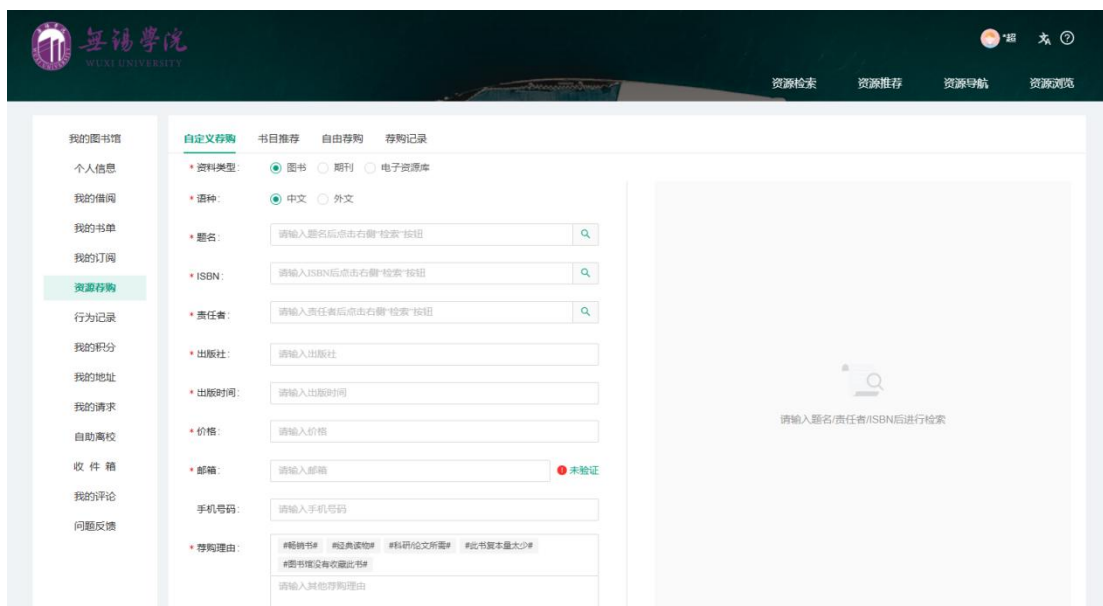 無锡學院
WUXI UNIVERSITY
*超
资源检索 资源推荐 资源导航 资源浏览
我的图书馆
个人信息
我的借阅
我的书单
我的订阅
资源荐购
行为记录
我的积分
我的地址
我的请求
自助离校
收 件 箱
我的评论
问题反馈
自定义荐购 书目推荐 自由荐购 荐购记录
* 资料类型: 图书 期刊 电子资源库
* 语种: 中文 外文
* 题名: 请输入题名后点击右侧“检索”按钮
* ISBN: 请输入ISBN后点击右侧“检索”按钮
* 责任者: 请输入责任者后点击右侧“检索”按钮
* 出版社: 请输入出版社
* 出版时间: 请输入出版时间
* 价格: 请输入价格
* 邮箱: 请输入邮箱 未验证
手机号码: 请输入手机号码
* 荐购理由: #畅销书# #经典读物# #科研/论文所需# #此书复本量太少#
#图书馆没有收藏此书#
请输入其他荐购理由
请输入题名/责任者/ISBN后进行检索